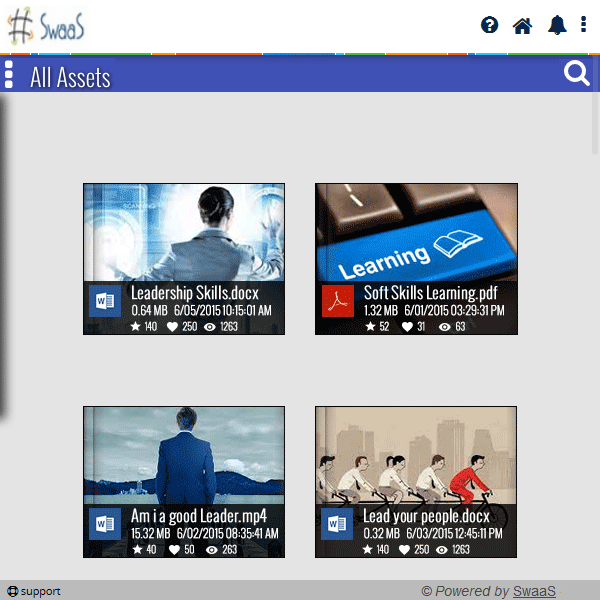 SwaaS
All Assets
SCANNING
Leadership Skills.docx
0.64 MB 6/05/2015 10:15:01 AM
140 250 1263
Learning
Soft Skills Learning.pdf
1.32 MB 6/01/2015 03:29:31 PM
52 31 63
Am i a good Leader.mp4
15.32 MB 6/02/2015 08:35:41 AM
40 50 263
Lead your people.docx
0.32 MB 6/03/2015 12:45:11 PM
140 250 1263
support
© Powered by SwaaS